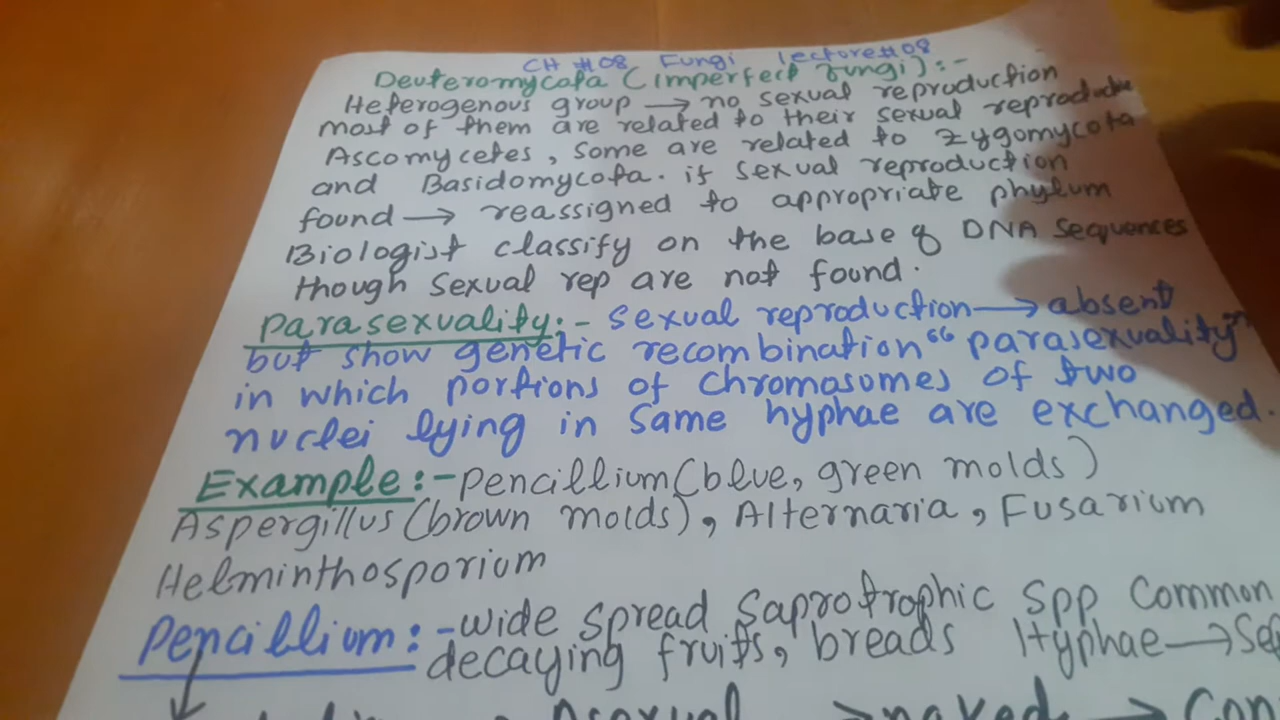 CH #08 Fungi lecture#08
Deuteromycota (Imperfect Fungi):-
Heterogenous group → no sexual reproduction
most of them are related to their sexual reproductive
Ascomycetes, Some are related to Zygomycota
and Basidomycota. if sexual reproduction
found → reassigned to appropriate phylum
Biologist classify on the base of DNA Sequences
though sexual rep are not found.
Parasexuality:- Sexual reproduction → absent
but show genetic recombination "parasexuality"
in which portions of chromasomes of two
nuclei lying in same hyphae are exchanged.
Example:- Pencillium (blue, green molds)
Aspergillus (brown molds), Alternaria, Fusarium
Helminthosporium
Pencillium:- wide spread Saprotrophic Spp Common
decaying fruits, breads Hyphae →
Asexual → naked →